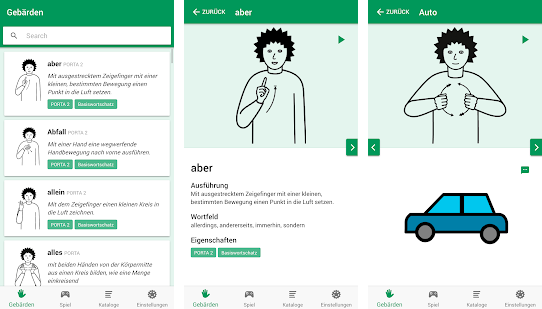 Gebärden
Search
aber PORTA 2
Mit ausgestrecktem Zeigefinger mit einer
kleinen, bestimmten Bewegung einen
Punkt in die Luft setzen.
PORTA 2 Basiswortschatz
Abfall PORTA 2
Mit einer Hand eine wegwerfende
Handbewegung nach vorne ausführen.
PORTA 2 Basiswortschatz
allein PORTA 2
Mit dem Zeigefinger einen kleinen Kreis in
die Luft zeichnen.
PORTA 2 Basiswortschatz
alles PORTA
mit beiden Händen von der Körpermitte
aus einen Kreis bilden, wie eine Menge
einkreisend
Gebärden Spiel Kataloge Einstellungen
ZURÜCK aber
aber
Ausführung
Mit ausgestrecktem Zeigefinger mit einer kleinen,
bestimmten Bewegung einen Punkt in die Luft setzen.
Wortfeld
allerdings, andererseits, immerhin, sondern
Eigenschaften
PORTA 2 Basiswortschatz
Gebärden Spiel Kataloge Einstellungen
ZURÜCK Auto
Gebärden Spiel Kataloge Einstellungen